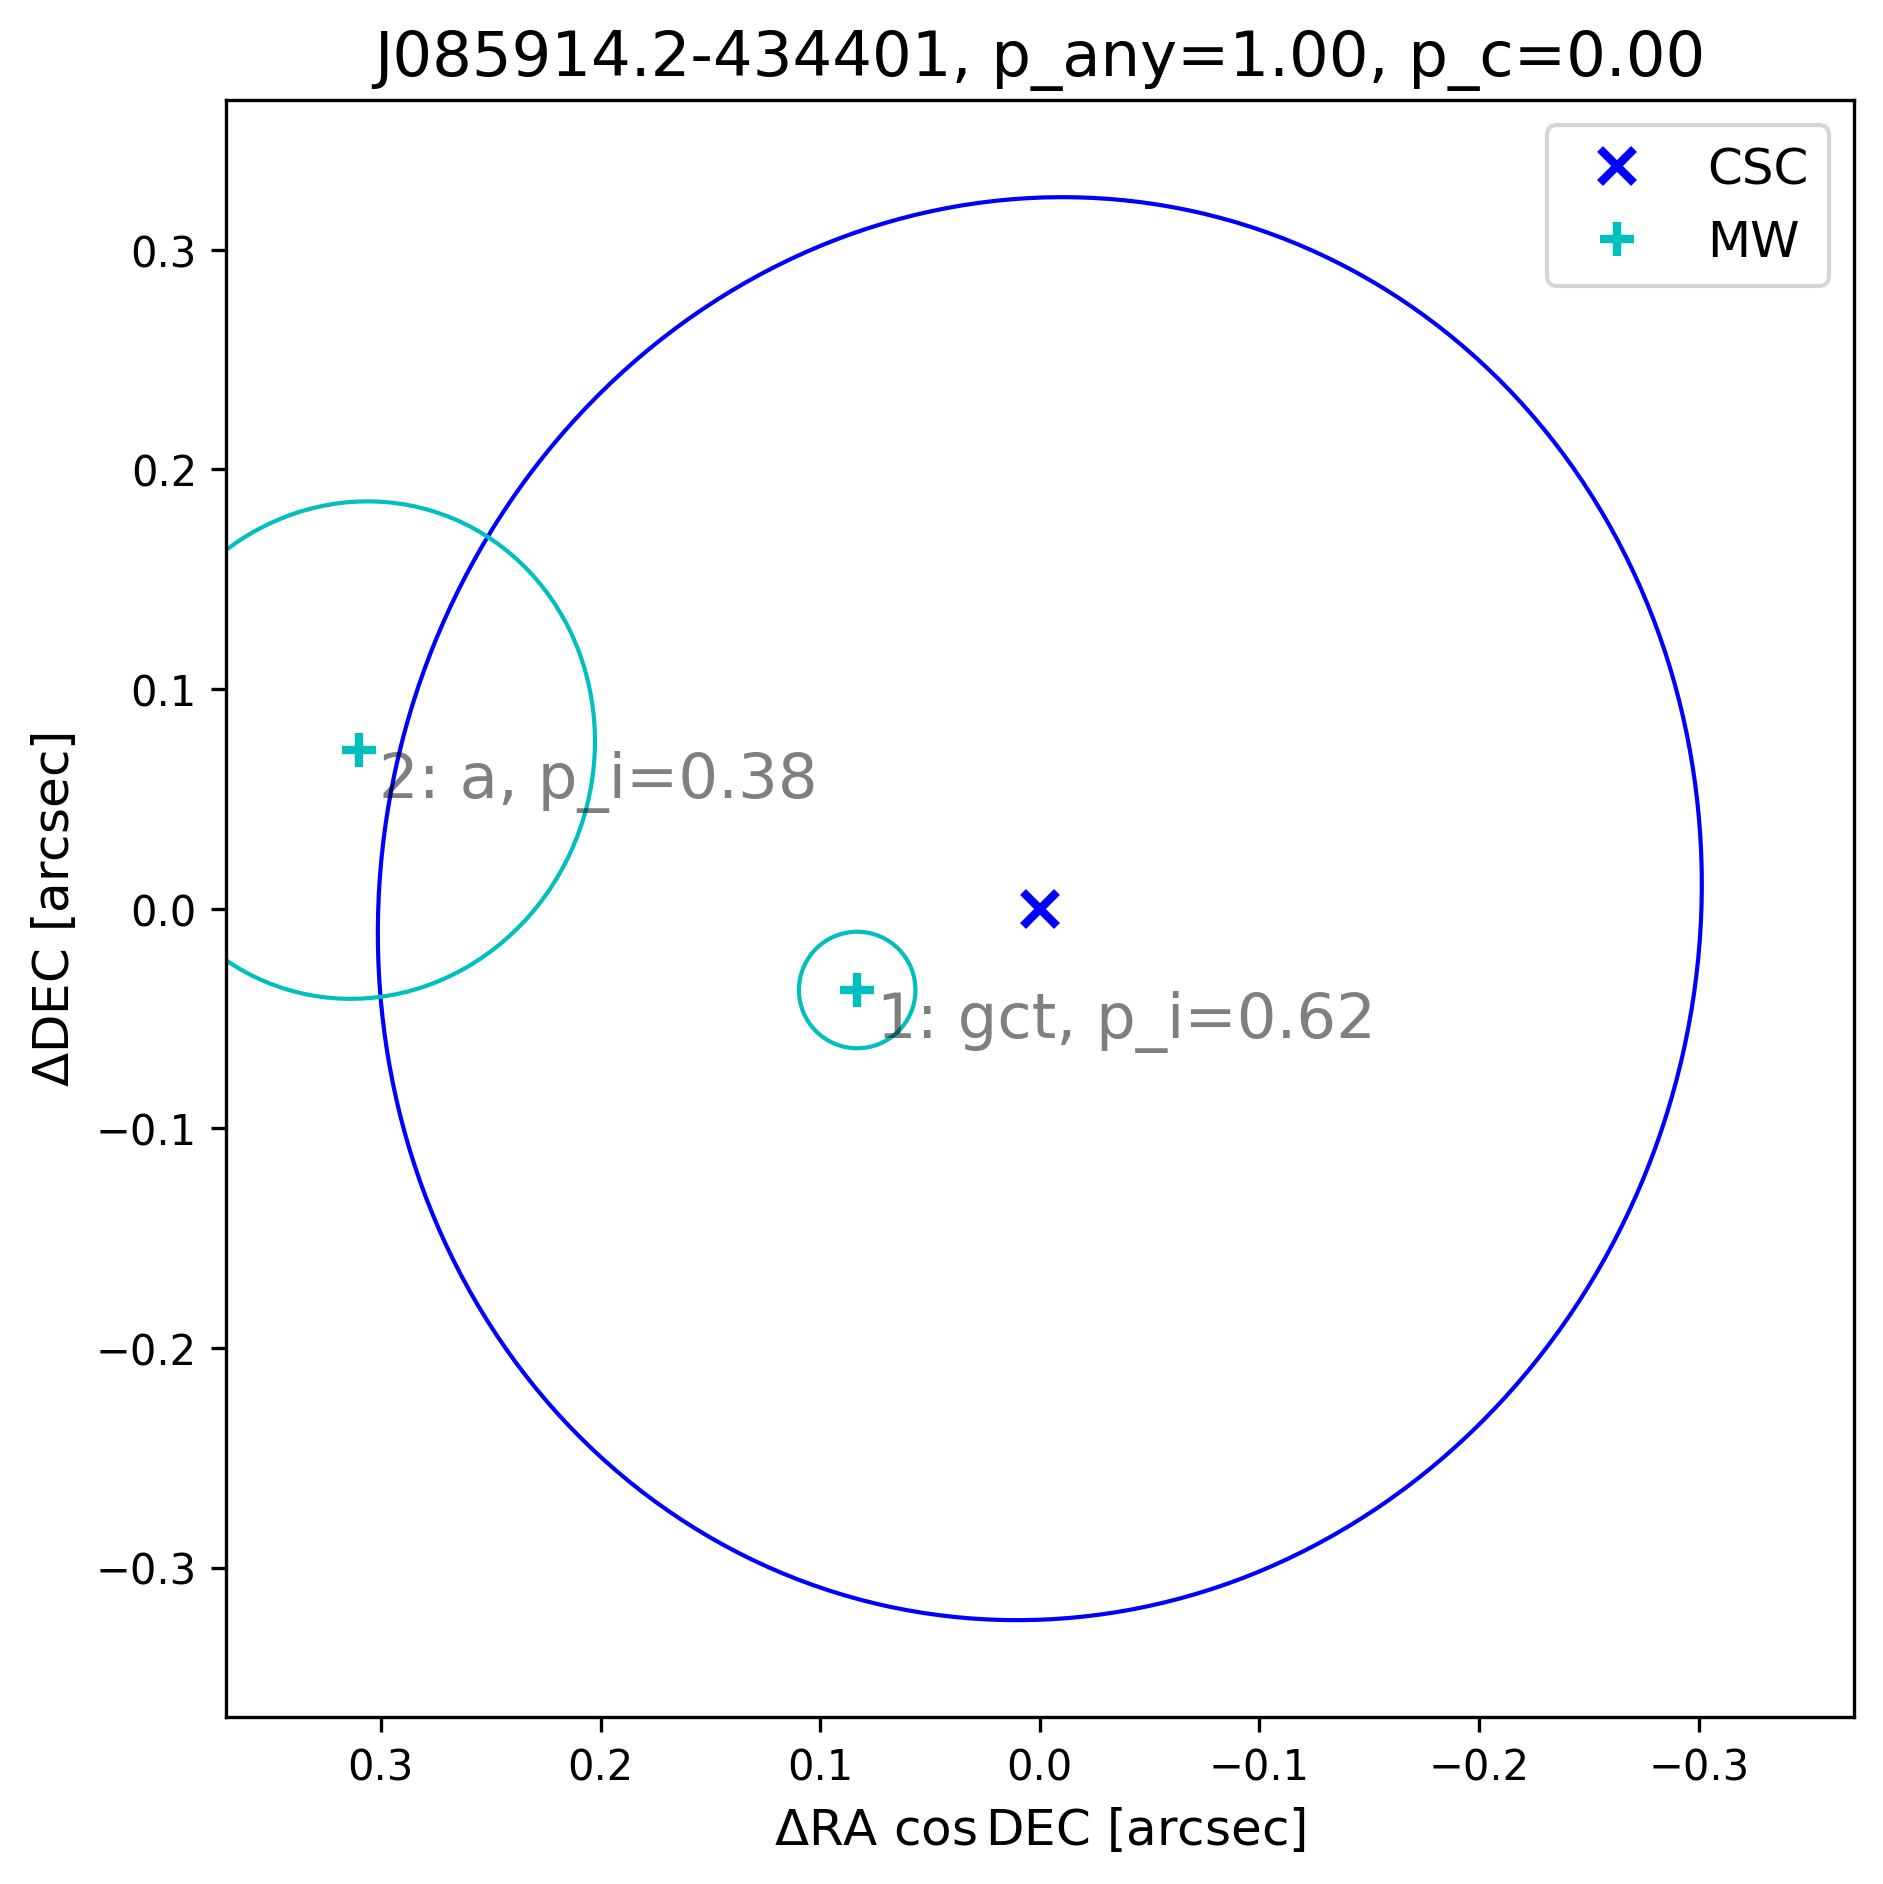 J085914.2-434401, p_any=1.00, p_c=0.00
CSC
MW
0.3
0.2
0.1
0.0
−0.1
−0.2
−0.3
ΔDEC [arcsec]
2: a, p_i=0.38
1: gct, p_i=0.62
0.3 0.2 0.1 0.0 −0.1 −0.2 −0.3
ΔRA cos DEC [arcsec]